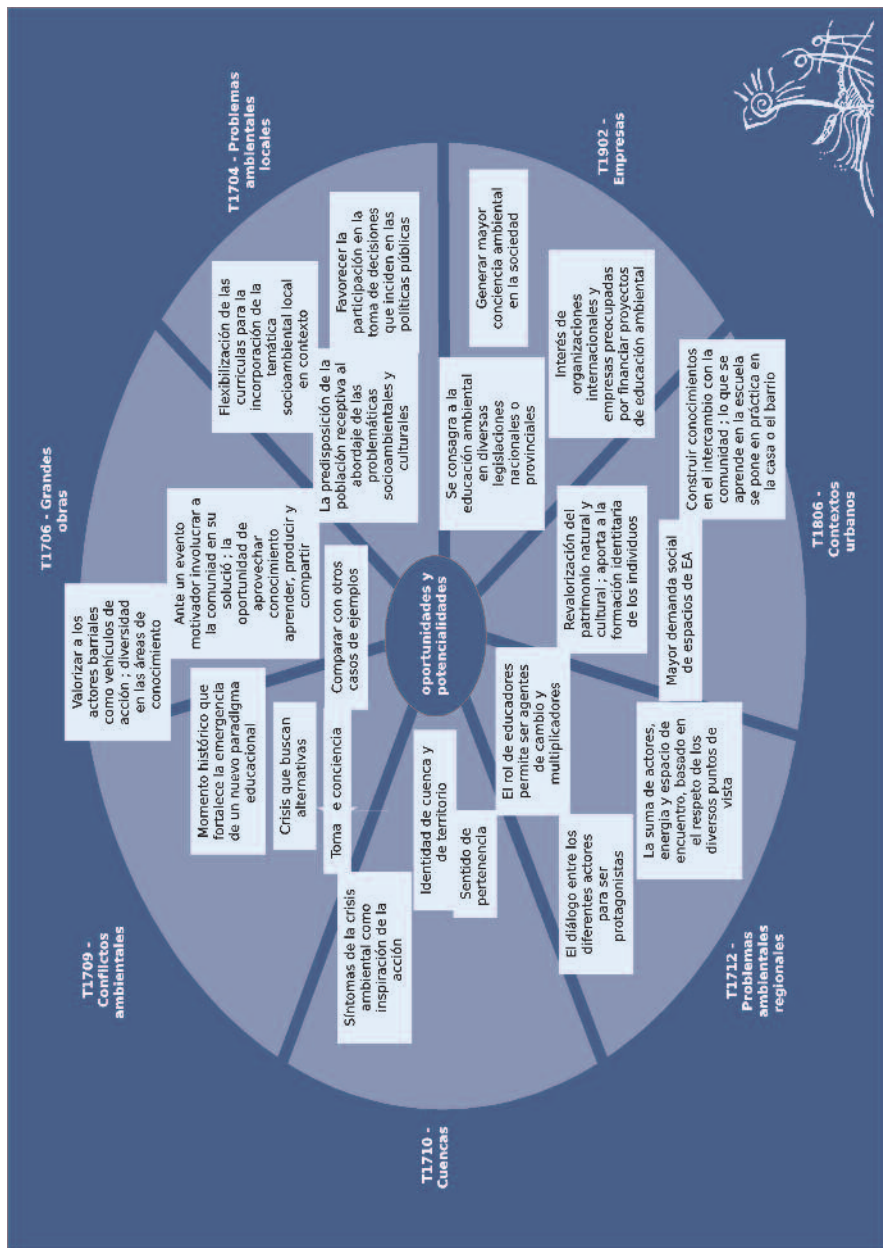 T1706 - Grandes
obras
Valorizar a los
actores barriales
como vehículos de
acción ; diversidad
en las áreas de
conocimiento
Ante un evento
motivador involucrar a
la comuniad en su
solució ; la
oportunidad de
aprovechar
conocimiento
aprender, producir y
compartir
Comparar con otros
casos de ejemplos
T1704 - Problemas
ambientales
locales
Flexibilización de las
currículas para la
incorporación de la
temática
socioambiental local
en contexto
Favorecer la
participación en la
toma de decisiones
que inciden en las
políticas públicas
La predisposición de la
población receptiva al
abordaje de las
problemáticas
socioambientales y
culturales
T1902 -
Empresas
Generar mayor
conciencia ambiental
en la sociedad
Se consagra a la
educación ambiental
en diversas
legislaciones
nacionales o
provinciales
Interés de
organizaciones
internacionales y
empresas preocupadas
por financiar proyectos
de educación ambiental
T1806 -
Contextos
urbanos
Construir conocimientos
en el intercambio con la
comunidad ; lo que se
aprende en la escuela
se pone en práctica en
la casa o el barrio
Revalorización del
patrimonio natural y
cultural ; aporta a la
formación identitaria
de los individuos
Mayor demanda social
de espacios de EA
T1712 -
Problemas
ambientales
regionales
El rol de educadores
permite ser agentes
de cambio y
multiplicadores
La suma de actores,
energía y espacio de
encuentro, basado en
el respeto de los
diversos puntos de
vista
El diálogo entre los
diferentes actores
para ser
protagonistas
T1710 -
Cuencas
Identidad de cuenca y
de territorio
Sentido de
pertenencia
Síntomas de la crisis
ambiental como
inspiración de la
acción
T1709 -
Conflictos
ambientales
Momento histórico que
fortalece la emergencia
de un nuevo paradigma
educacional
Crisis que buscan
alternativas
Toma e conciencia
oportunidades y
potencialidades